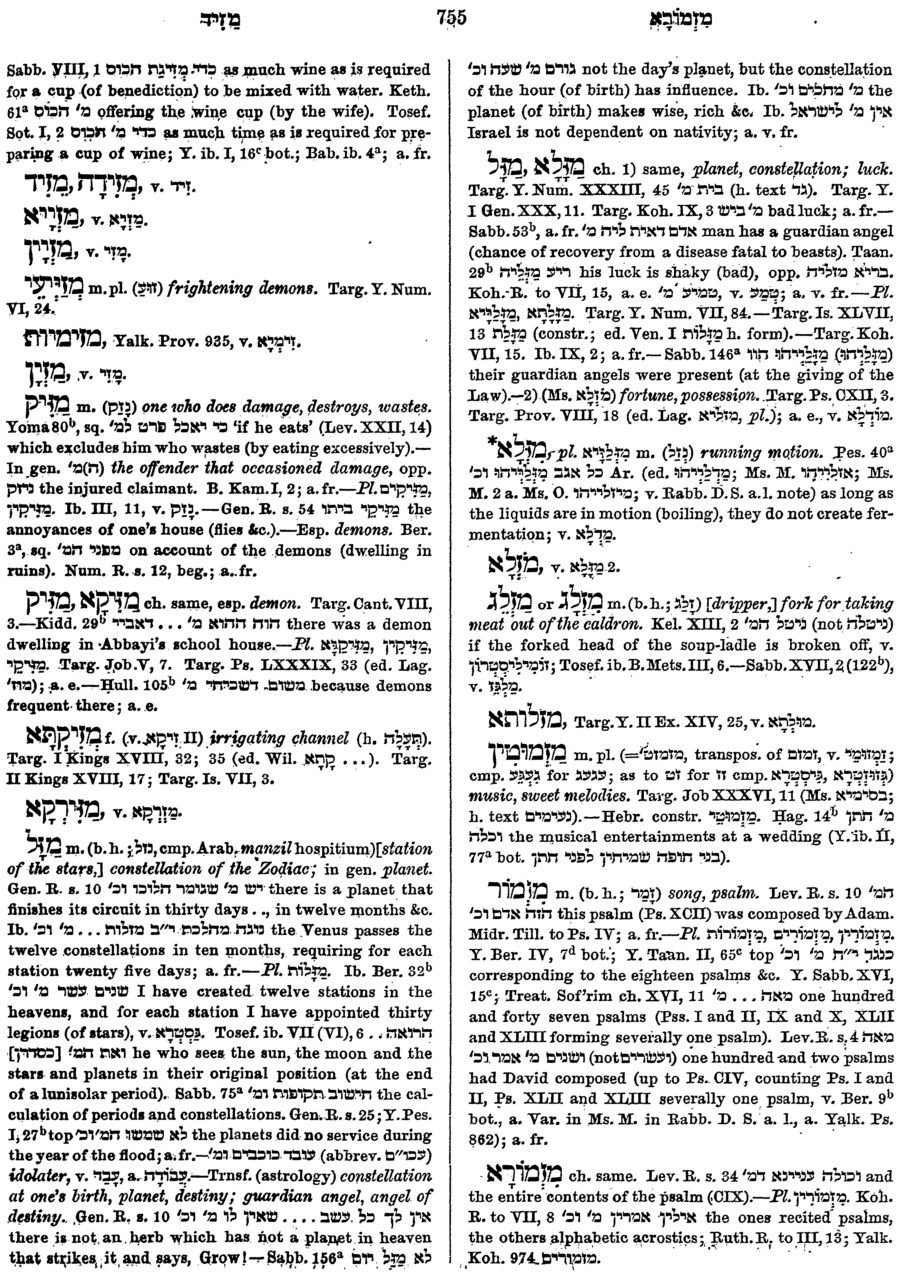 מַזִּיד 755 מִזְמוֹרָא
Sabb. VIII, 1 כדי מְזִיגַת הכוס as much wine as is required
for a cup (of benediction) to be mixed with water. Keth.
61ᵃ מ' הכוס offering the wine cup (by the wife). Tosef.
Sot. I, 2 כדי מ' הכוס as much time as is required for pre-
paring a cup of wine; Y. ib. I, 16ᶜ bot.; Bab. ib. 4ᵃ; a. fr.
v. זיד.
v. מַזְיָא.
v. מזי.
m. pl. (זוּעַ) frightening demons. Targ. Y. Num.
VI, 24.
מזימיות, Yalk. Prov. 935, v. זִימְיָא.
v. מזי.
מַזִּיק m. (נזק) one who does damage, destroys, wastes.
Yoma 80ᵇ, sq. כי יאכל פרט למ' 'if he eats' (Lev. XXII, 14)
which excludes him who wastes (by eating excessively).—
In gen. (ה)מ' the offender that occasioned damage, opp.
ניזק the injured claimant. B. Kam. I, 2; a. fr.—Pl. מַזִּיקִים,
מַזִּיקִין. Ib. III, 11, v. נזק.—Gen. R. s. 54 מַזִּיקֵי ביתו the
annoyances of one's house (flies &c.).—Esp. demons. Ber.
3ᵃ, sq. מפני המ' on account of the demons (dwelling in
ruins). Num. R. s. 12, beg.; a. fr.
מַזִּיקָא, מַזִּיק ch. same, esp. demon. Targ. Cant. VIII,
3.—Kidd. 29ᵇ הוה ההוא מ' ... דאביי there was a demon
dwelling in Abbayi's school house.—Pl. מַזִּיקַיָּא, מַזִּיקִין,
מַזִּיקֵי. Targ. Job V, 7. Targ. Ps. LXXXIX, 33 (ed. Lag.
מוז'); a. e.—Hull. 105ᵇ משום דשכיחי מ' because demons
frequent there; a. e.
f. (v. II) irrigating channel (h. תְּעָלָה).
Targ. I Kings XVIII, 32; 35 (ed. Wil. ...קְתָא). Targ.
II Kings XVIII, 17; Targ. Is. VII, 3.
מַזִּירְקָא, v. מַזְרְקָא.
מַזָּל m. (b. h.; נזל, cmp. Arab. manzil hospitium) [station
of the stars,] constellation of the Zodiac; in gen. planet.
Gen. R. s. 10 יש מ' שגומר הלוכו וכ' there is a planet that
finishes its circuit in thirty days . ., in twelve months &c.
Ib. נוגה מהלכת י"ב מזלות ... מ' וכ' the Venus passes the
twelve constellations in ten months, requiring for each
station twenty five days; a. fr.—Pl. מַזָּלוֹת. Ib. Ber. 32ᵇ
שנים עשר מ' וכ' I have created twelve stations in the
heavens, and for each station I have appointed thirty
legions (of stars), v. גַּסְטְרָא. Tosef. ib. VII (VI), 6 . . הרואה
ואת המ' [כסדרן] he who sees the sun, the moon and the
stars and planets in their original position (at the end
of a lunisolar period). Sabb. 75ᵃ חישוב תקופות ומ' the cal-
culation of periods and constellations. Gen. R. s. 25; Y. Pes.
I, 27ᵇ top לא שמשו המ' וכ' the planets did no service during
the year of the flood; a. fr.—עובד כוכבים ומ' (abbrev. עכו"ם)
idolater, v. עָבַד, a. עֲבוֹדָה.—Trnsf. (astrology) constellation
at one's birth, planet, destiny; guardian angel, angel of
destiny. Gen. R. s. 10 אין לך כל עשב .... שאין לו מ' וכ'
there is not an herb which has not a planet in heaven
that strikes it and says, Grow!—Sabb. 156ᵃ לא מַזַּל יום
גורם מ' שעה וכ' not the day's planet, but the constellation
of the hour (of birth) has influence. Ib. מ' מחכים וכ' the
planet (of birth) makes wise, rich &c. Ib. אין מ' לישראל
Israel is not dependent on nativity; a. v. fr.
מַזָּלָא, מַזָּל ch. 1) same, planet, constellation; luck.
Targ. Y. Num. XXXIII, 45 בית מ' (h. text גד). Targ. Y.
I Gen. XXX, 11. Targ. Koh. IX, 3 מ' ביש bad luck; a. fr.—
Sabb. 53ᵇ, a. fr. אדם דאית ליה מ' man has a guardian angel
(chance of recovery from a disease fatal to beasts). Taan.
29ᵇ ריע מַזָּלֵיה his luck is shaky (bad), opp. בריא מזליה.
Koh. R. to VII, 15, a. e. טמיע מ', v. טְמַע; a. v. fr.—Pl.
מַזָּלַיָּא, מַזָּלָתָא. Targ. Y. Num. VII, 84.—Targ. Is. XLVII,
13 מַזָּלַת (constr.; ed. Ven. I מַזָּלוֹת h. form).—Targ. Koh.
VII, 15. Ib. IX, 2; a. fr.—Sabb. 146ᵃ מַזָּלַיְיהוּ הוו (מַזָּלֵיהוּ)
their guardian angels were present (at the giving of the
Law).—2) (Ms. מוֹזְלָא) fortune, possession. Targ. Ps. CXII, 3.
Targ. Prov. VIII, 18 (ed. Lag. מזליא, pl.); a. e., v. מוֹדְלָא.
*מזלא, pl. מזלייא m. (נזל) running motion. Pes. 40ᵃ
כל אגב מזלייהו וכ' Ar. (ed. מדלייהו; Ms. M. אזלייהו; Ms.
M. 2 a. Ms. O. מיזלייהו; v. Rabb. D. S. a. l. note) as long as
the liquids are in motion (boiling), they do not create fer-
mentation; v. מדלא.
מזלא, v. מזלא 2.
מַזְלֵג or מַזְלֵג m. (b. h.; זלג) [dripper,] fork for taking
meat out of the caldron. Kel. XIII, 2 ניטל המ' (not ניטלה)
if the forked head of the soup-ladle is broken off, v.
זומיליסטרון; Tosef. ib. B. Mets. III, 6.—Sabb. XVII, 2 (122ᵇ),
v. מַלְגֵּז.
מזלותא, Targ. Y. II Ex. XIV, 25, v. מולתא.
מזמוטין m. pl. (=מזמוט', transpos. of זמזם, v. זמזומי;
cmp. for געגע; as to זט for זז cmp. גזוזטרא, גיסטרא)
music, sweet melodies. Targ. Job XXXVI, 11 (Ms. בסימיא;
h. text נעימים).—Hebr. constr. מִזְמוּטֵי. Hag. 14ᵇ מ' חתן
וכלה the musical entertainments at a wedding (Y. ib. II,
77ᵃ bot. בני חופה שמיחין לפני חתן).
מִזְמוֹר m. (b. h.; זמר) song, psalm. Lev. R. s. 10 המ'
הזה אדם וכ' this psalm (Ps. XCII) was composed by Adam.
Midr. Till. to Ps. IV; a. fr.—Pl. מִזְמוֹרִים, מִזְמוֹרִין, מִזְמוֹרוֹת.
Y. Ber. IV, 7ᵈ bot.; Y. Taan. II, 65ᶜ top כנגד י"ח מ' וכ'
corresponding to the eighteen psalms &c. Y. Sabb. XVI,
15ᶜ; Treat. Sof'rim ch. XVI, 11 מאה ... מ' one hundred
and forty seven psalms (Pss. I and II, IX and X, XLII
and XLIII forming severally one psalm). Lev. R. s. 4 מאה
ושנים מ' אמר וכ' (not ועשרים) one hundred and two psalms
had David composed (up to Ps. CIV, counting Ps. I and
II, Ps. XLII and XLIII severally one psalm, v. Ber. 9ᵇ
bot., a. Var. in Ms. M. in Rabb. D. S. a. l., a. Yalk. Ps.
862); a. fr.
מִזְמוֹרָא ch. same. Lev. R. s. 34 וכולה עניינא דמ' and
the entire contents of the psalm (CIX).—Pl. מִזְמוֹרִין. Koh.
R. to VII, 8 אילין אמרין מ' וכ' the ones recited psalms,
the others alphabetic acrostics; Ruth. R. to III, 13; Yalk.
Koh. 974 מזמורים.